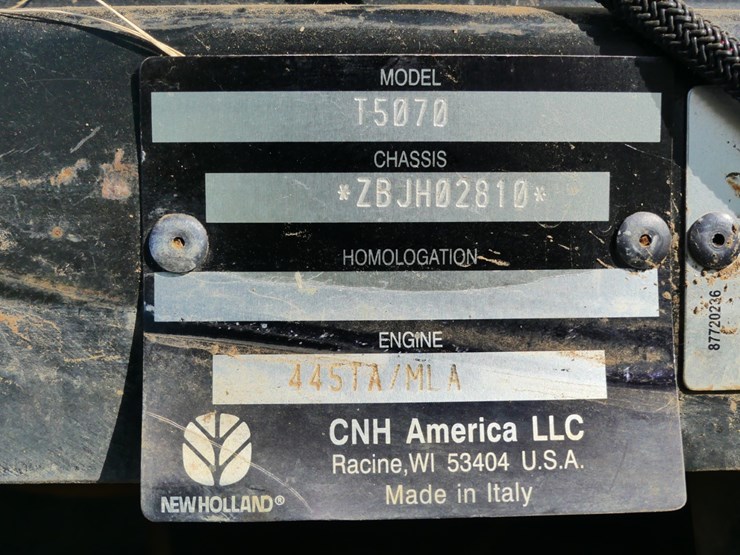 MODEL
T5070
CHASSIS
*ZBJH02810*
HOMOLOGATION
ENGINE
445TA/MLA
CNH America LLC
Racine,WI 53404 U.S.A.
Made in Italy
NEW HOLLAND®
87720236